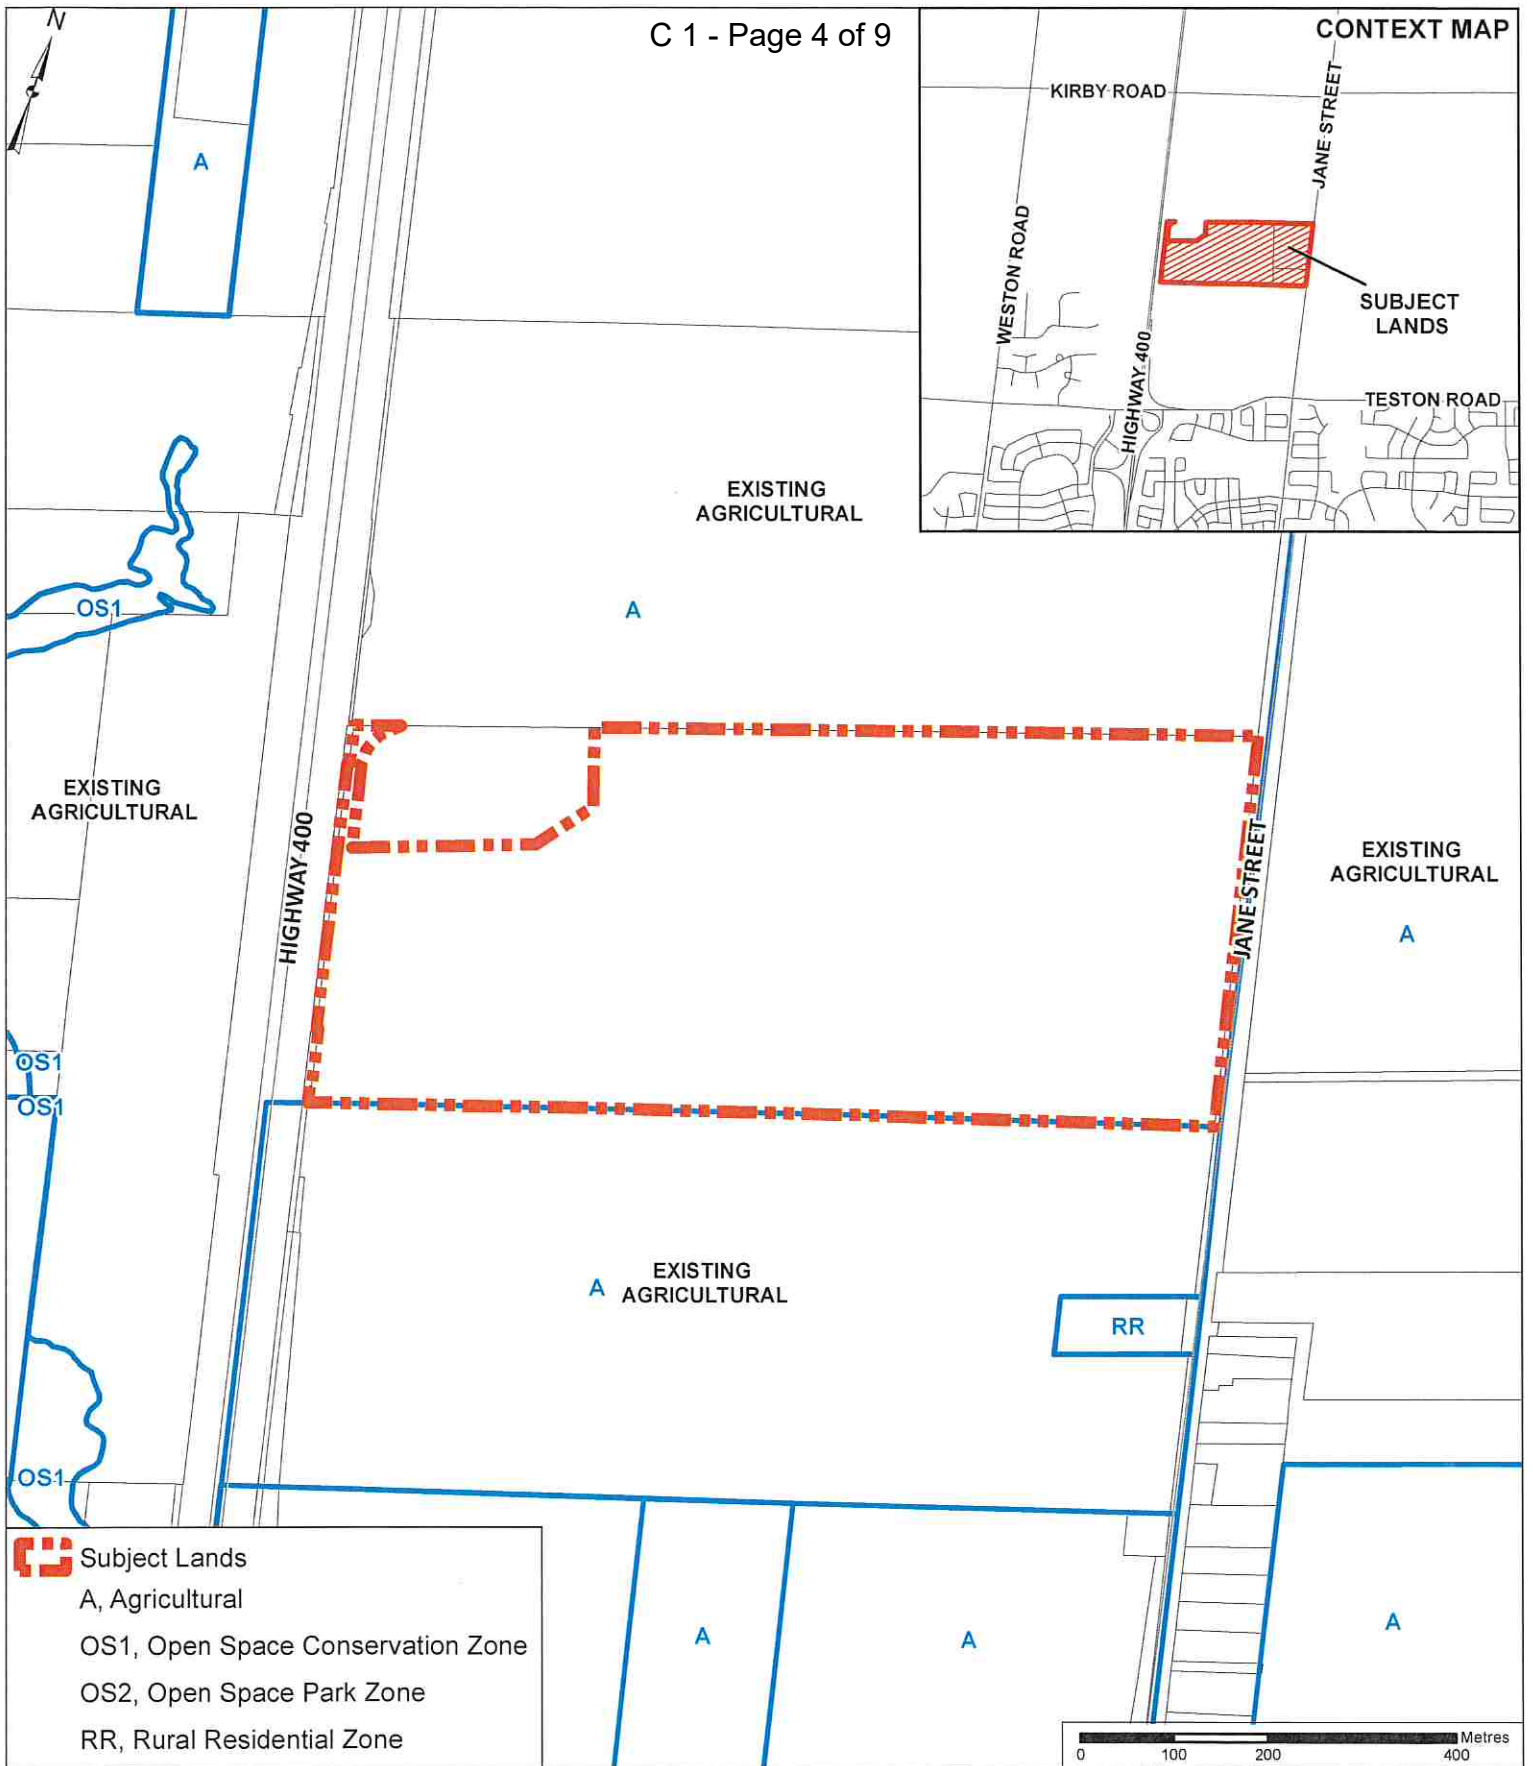 C 1 - Page 4 of 9
N
CONTEXT MAP
KIRBY ROAD
JANE STREET
WESTON ROAD
SUBJECT
LANDS
HIGHWAY 400
TESTON ROAD
A
EXISTING
AGRICULTURAL
A
OS1
EXISTING
AGRICULTURAL
HIGHWAY 400
JANE STREET
EXISTING
AGRICULTURAL
A
OS1
OS1
EXISTING
AGRICULTURAL
A
RR
OS1
A
A
A
Subject Lands
A, Agricultural
OS1, Open Space Conservation Zone
OS2, Open Space Park Zone
RR, Rural Residential Zone
Metres
0 100 200 400